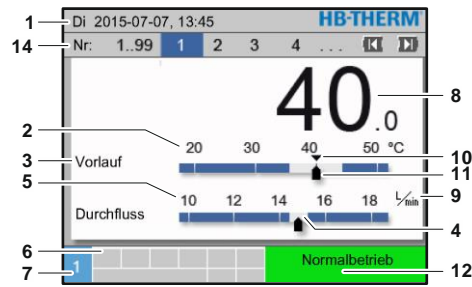 1 Di 2015-07-07, 13:45 HB-THERM
14 Nr: 1..99 1 2 3 4 ...
40.0 8
2 20 30 40 50 °C 10
3 Vorlauf 11
5 10 12 14 16 18 L/min 9
Durchfluss 4
6
7 1 Normalbetrieb 12